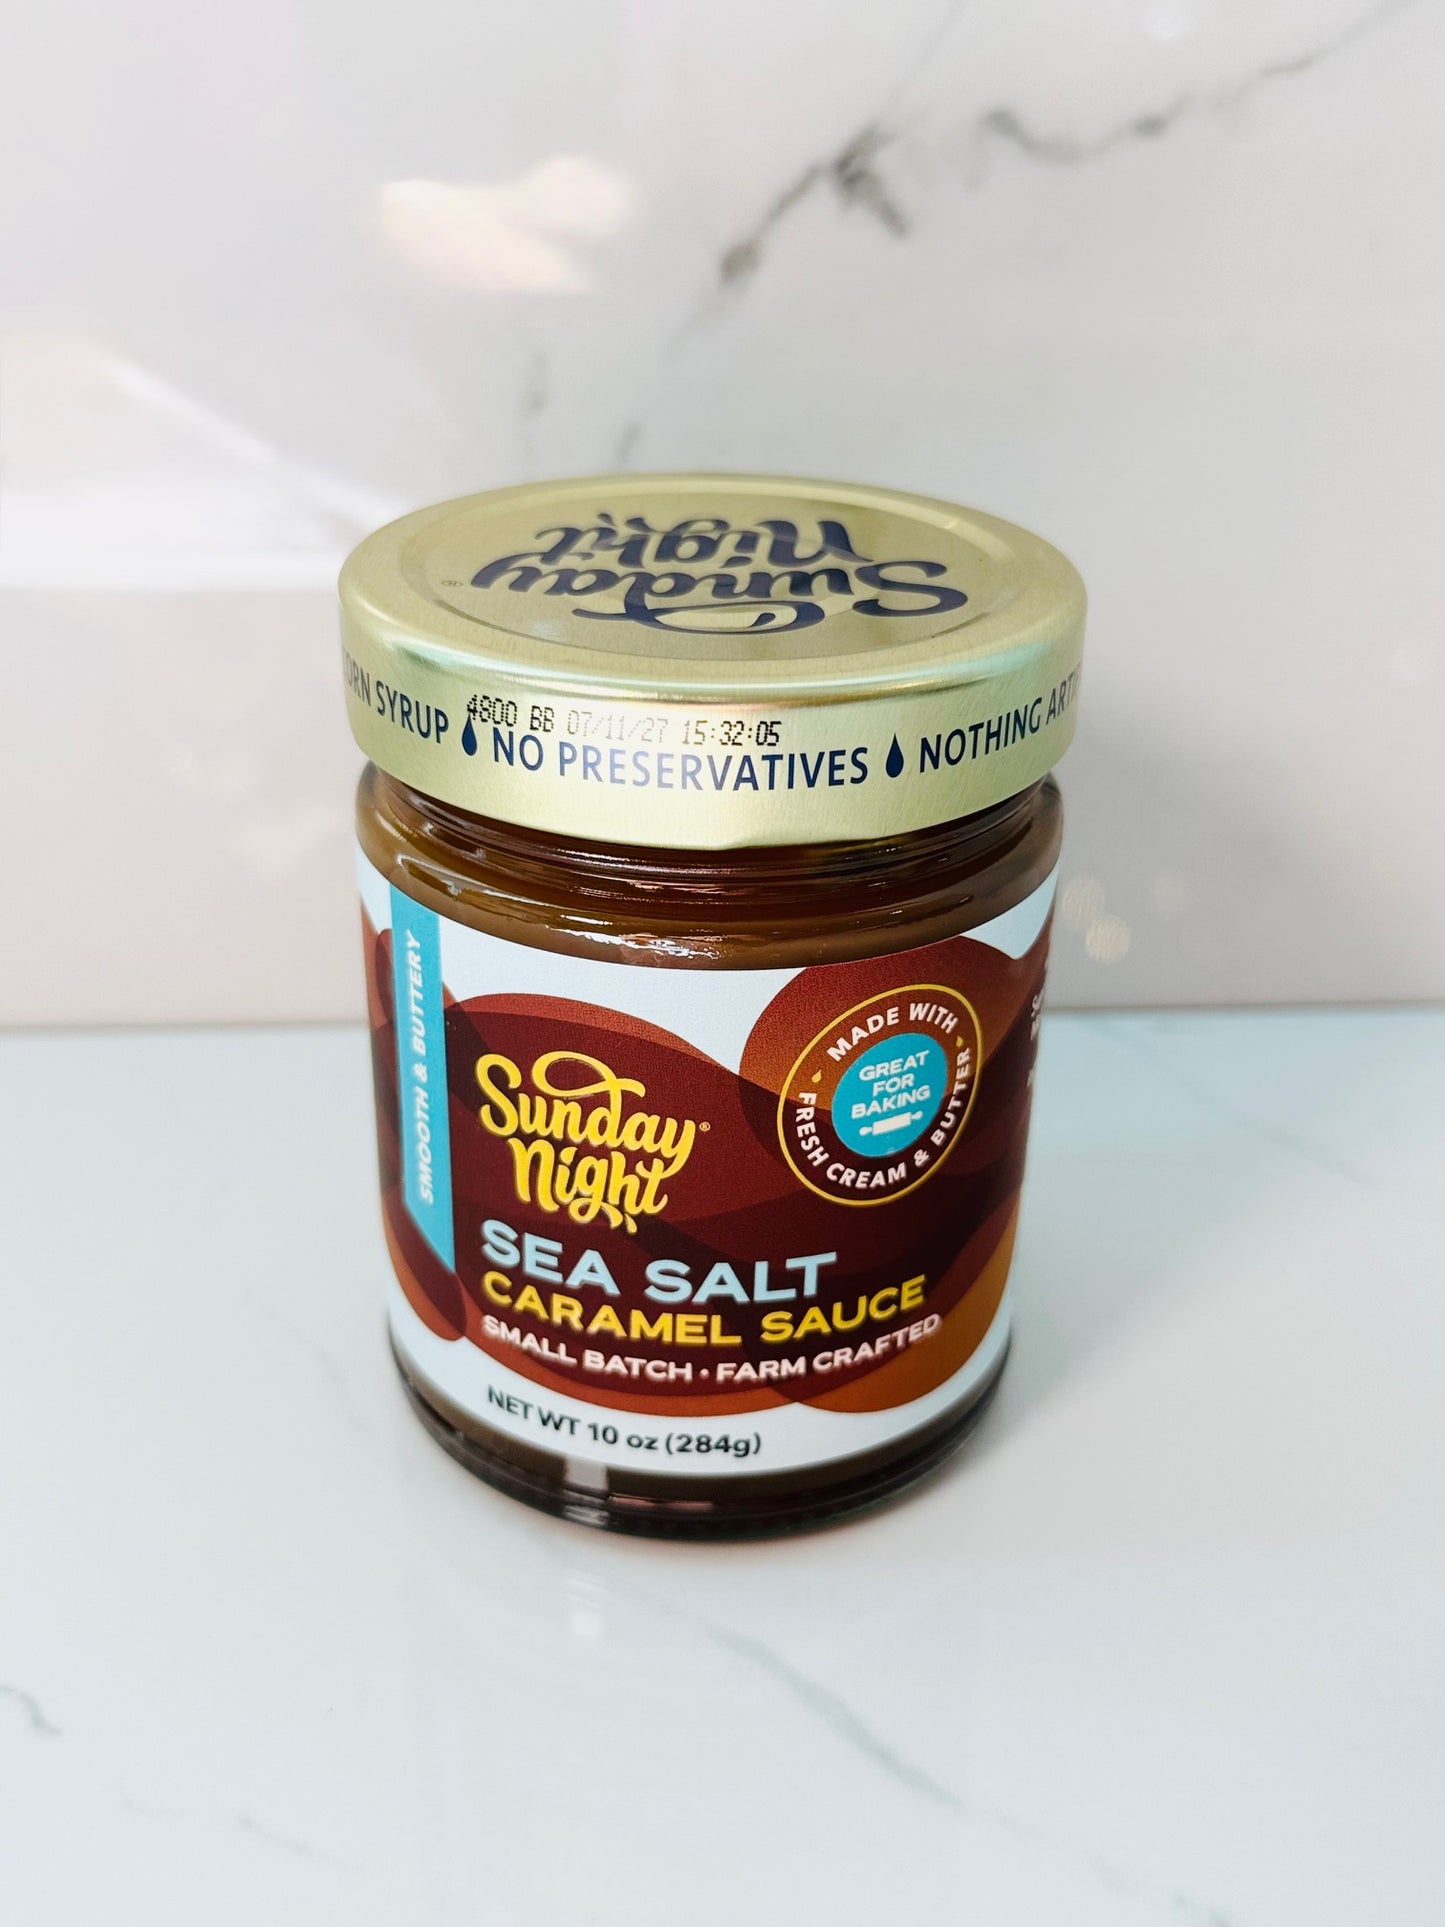 Sunday
Night
®
ORN SYRUP NO PRESERVATIVES NOTHING
4800 BB 07/11/27 15:32:05
SMOOTH & BUTTERY
MADE WITH
FRESH CREAM & BUTTER
GREAT
FOR
BAKING
Sunday®
Night
SEA SALT
CARAMEL SAUCE
SMALL BATCH • FARM CRAFTED
NET WT 10 oz (284g)